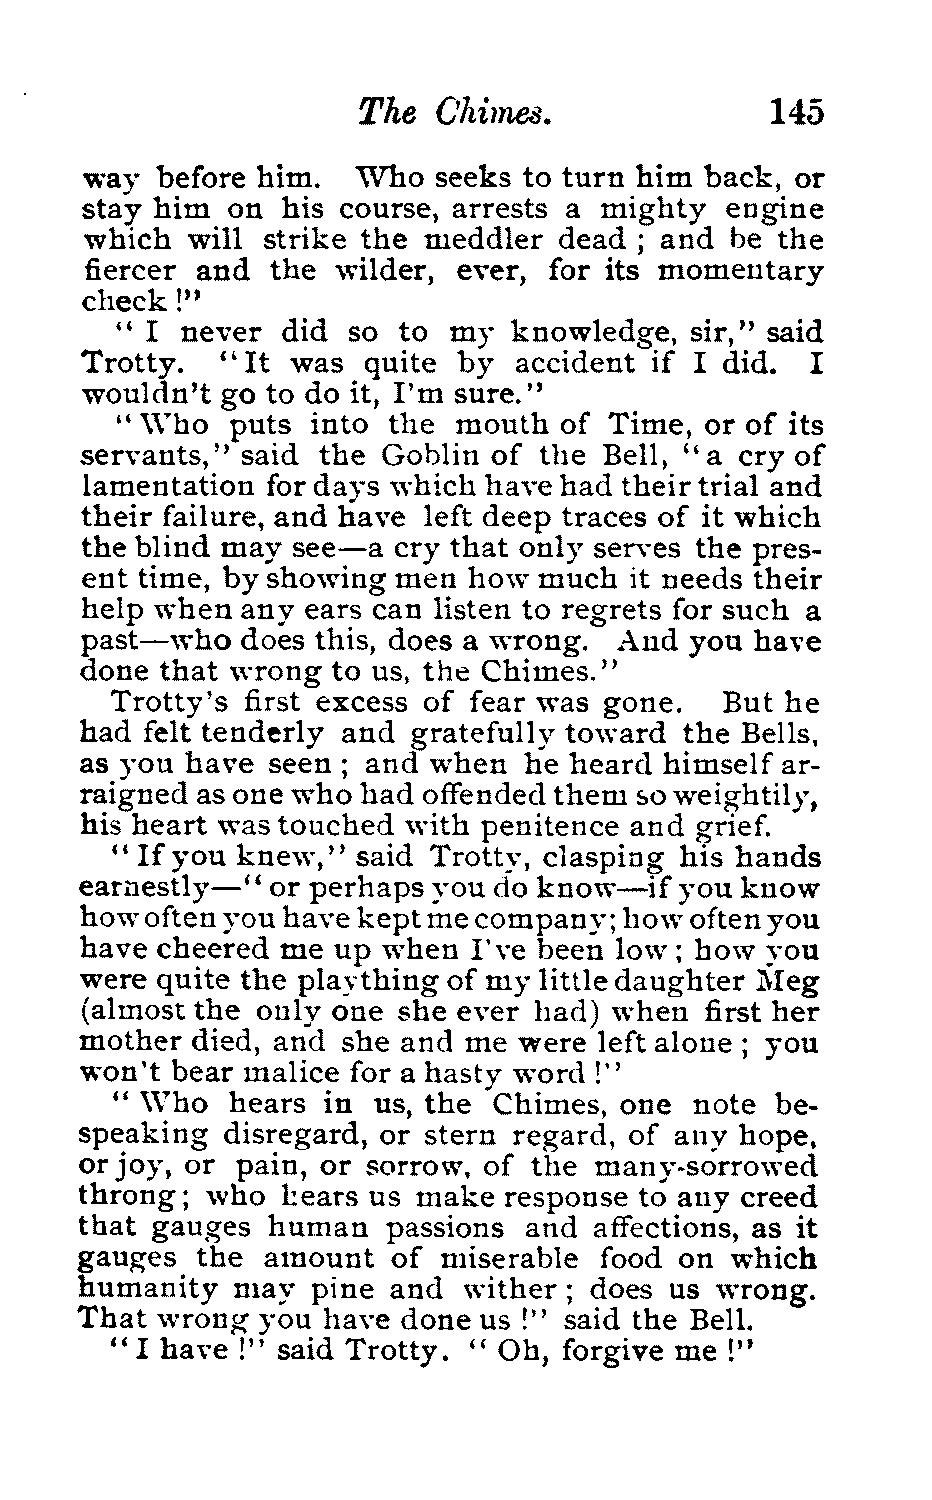 The Chimes. 145
way before him. Who seeks to turn him back, or
stay him on his course, arrests a mighty engine
which will strike the meddler dead ; and be the
fiercer and the wilder, ever, for its momentary
check !"
" I never did so to my knowledge, sir," said
Trotty. "It was quite by accident if I did. I
wouldn't go to do it, I'm sure."
" Who puts into the mouth of Time, or of its
servants," said the Goblin of the Bell, "a cry of
lamentation for days which have had their trial and
their failure, and have left deep traces of it which
the blind may see—a cry that only serves the pres-
ent time, by showing men how much it needs their
help when any ears can listen to regrets for such a
past—who does this, does a wrong. And you have
done that wrong to us, the Chimes."
Trotty's first excess of fear was gone. But he
had felt tenderly and gratefully toward the Bells,
as you have seen ; and when he heard himself ar-
raigned as one who had offended them so weightily,
his heart was touched with penitence and grief.
" If you knew," said Trotty, clasping his hands
earnestly—" or perhaps you do know—if you know
how often you have kept me company; how often you
have cheered me up when I've been low ; how you
were quite the plaything of my little daughter Meg
(almost the only one she ever had) when first her
mother died, and she and me were left alone ; you
won't bear malice for a hasty word !"
" Who hears in us, the Chimes, one note be-
speaking disregard, or stern regard, of any hope,
or joy, or pain, or sorrow, of the many-sorrowed
throng ; who hears us make response to any creed
that gauges human passions and affections, as it
gauges the amount of miserable food on which
humanity may pine and wither ; does us wrong.
That wrong you have done us !" said the Bell.
" I have !" said Trotty. " Oh, forgive me !"